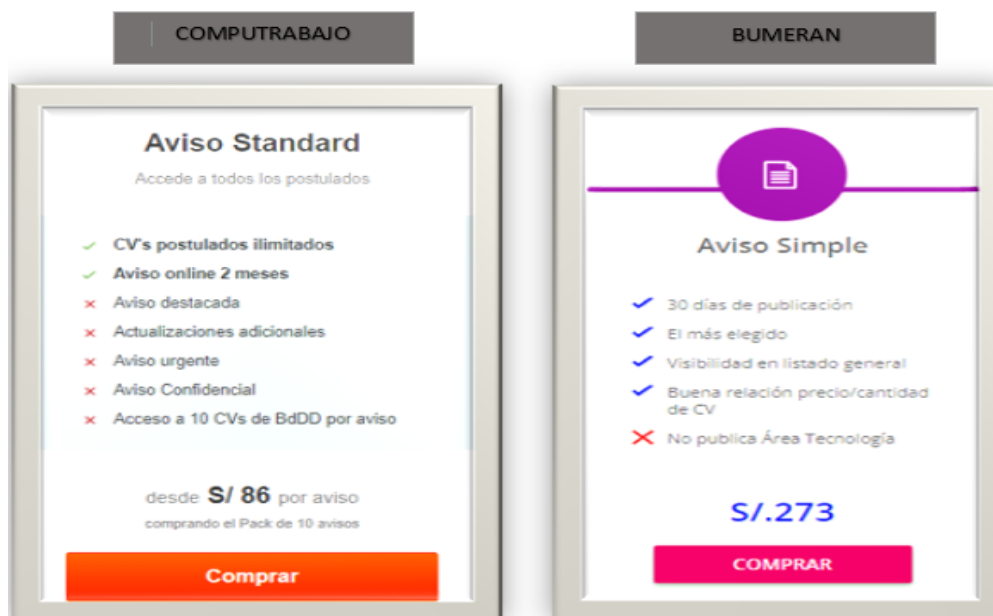 COMPUTRABAJO
Aviso Standard
Accede a todos los postulados
CV's postulados ilimitados
Aviso online 2 meses
Aviso destacada
Actualizaciones adicionales
Aviso urgente
Aviso Confidencial
Acceso a 10 CVs de BdDD por aviso
desde S/ 86 por aviso
comprando el Pack de 10 avisos
Comprar
BUMERAN
Aviso Simple
30 días de publicación
El más elegido
Visibilidad en listado general
Buena relación precio/cantidad
de CV
No publica Área Tecnología
S/.273
COMPRAR